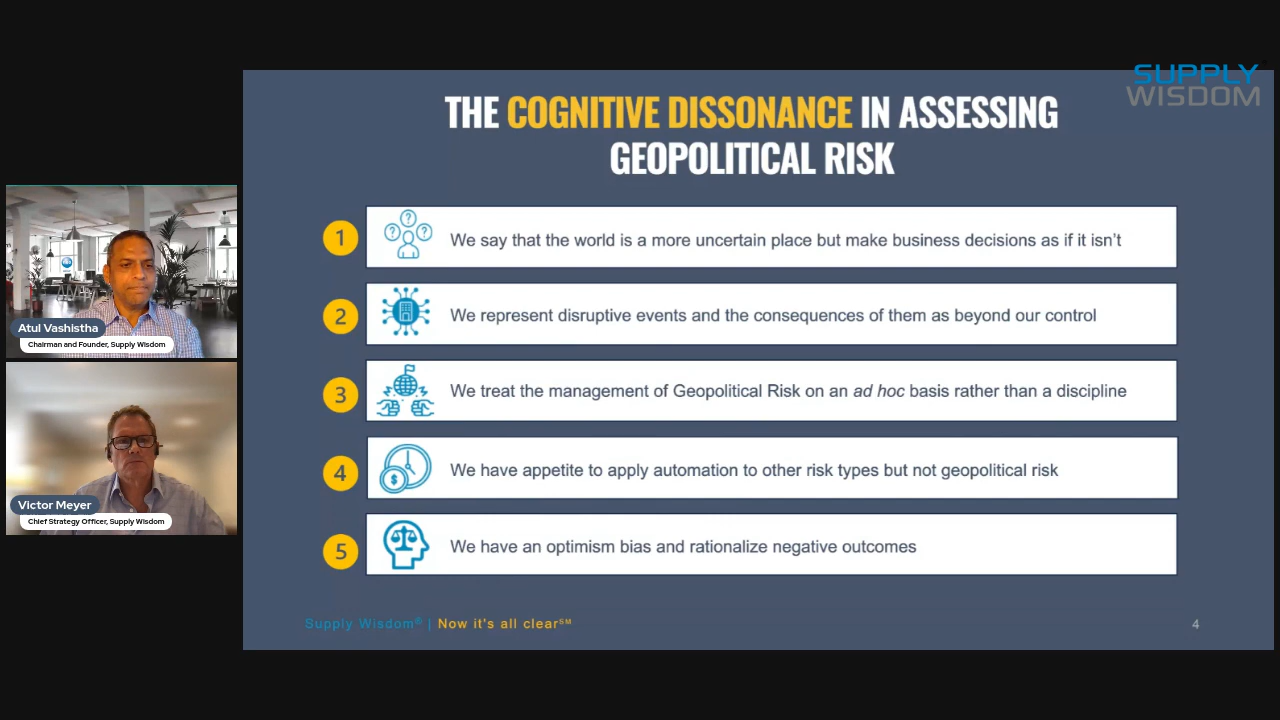 SUPPLY
WISDOM
THE COGNITIVE DISSONANCE IN ASSESSING
GEOPOLITICAL RISK
1 We say that the world is a more uncertain place but make business decisions as if it isn't
2 We represent disruptive events and the consequences of them as beyond our control
3 We treat the management of Geopolitical Risk on an ad hoc basis rather than a discipline
4 We have appetite to apply automation to other risk types but not geopolitical risk
5 We have an optimism bias and rationalize negative outcomes
Supply Wisdom® | Now it's all clear℠
4
Atul Vashistha
Chairman and Founder, Supply Wisdom
Victor Meyer
Chief Strategy Officer, Supply Wisdom